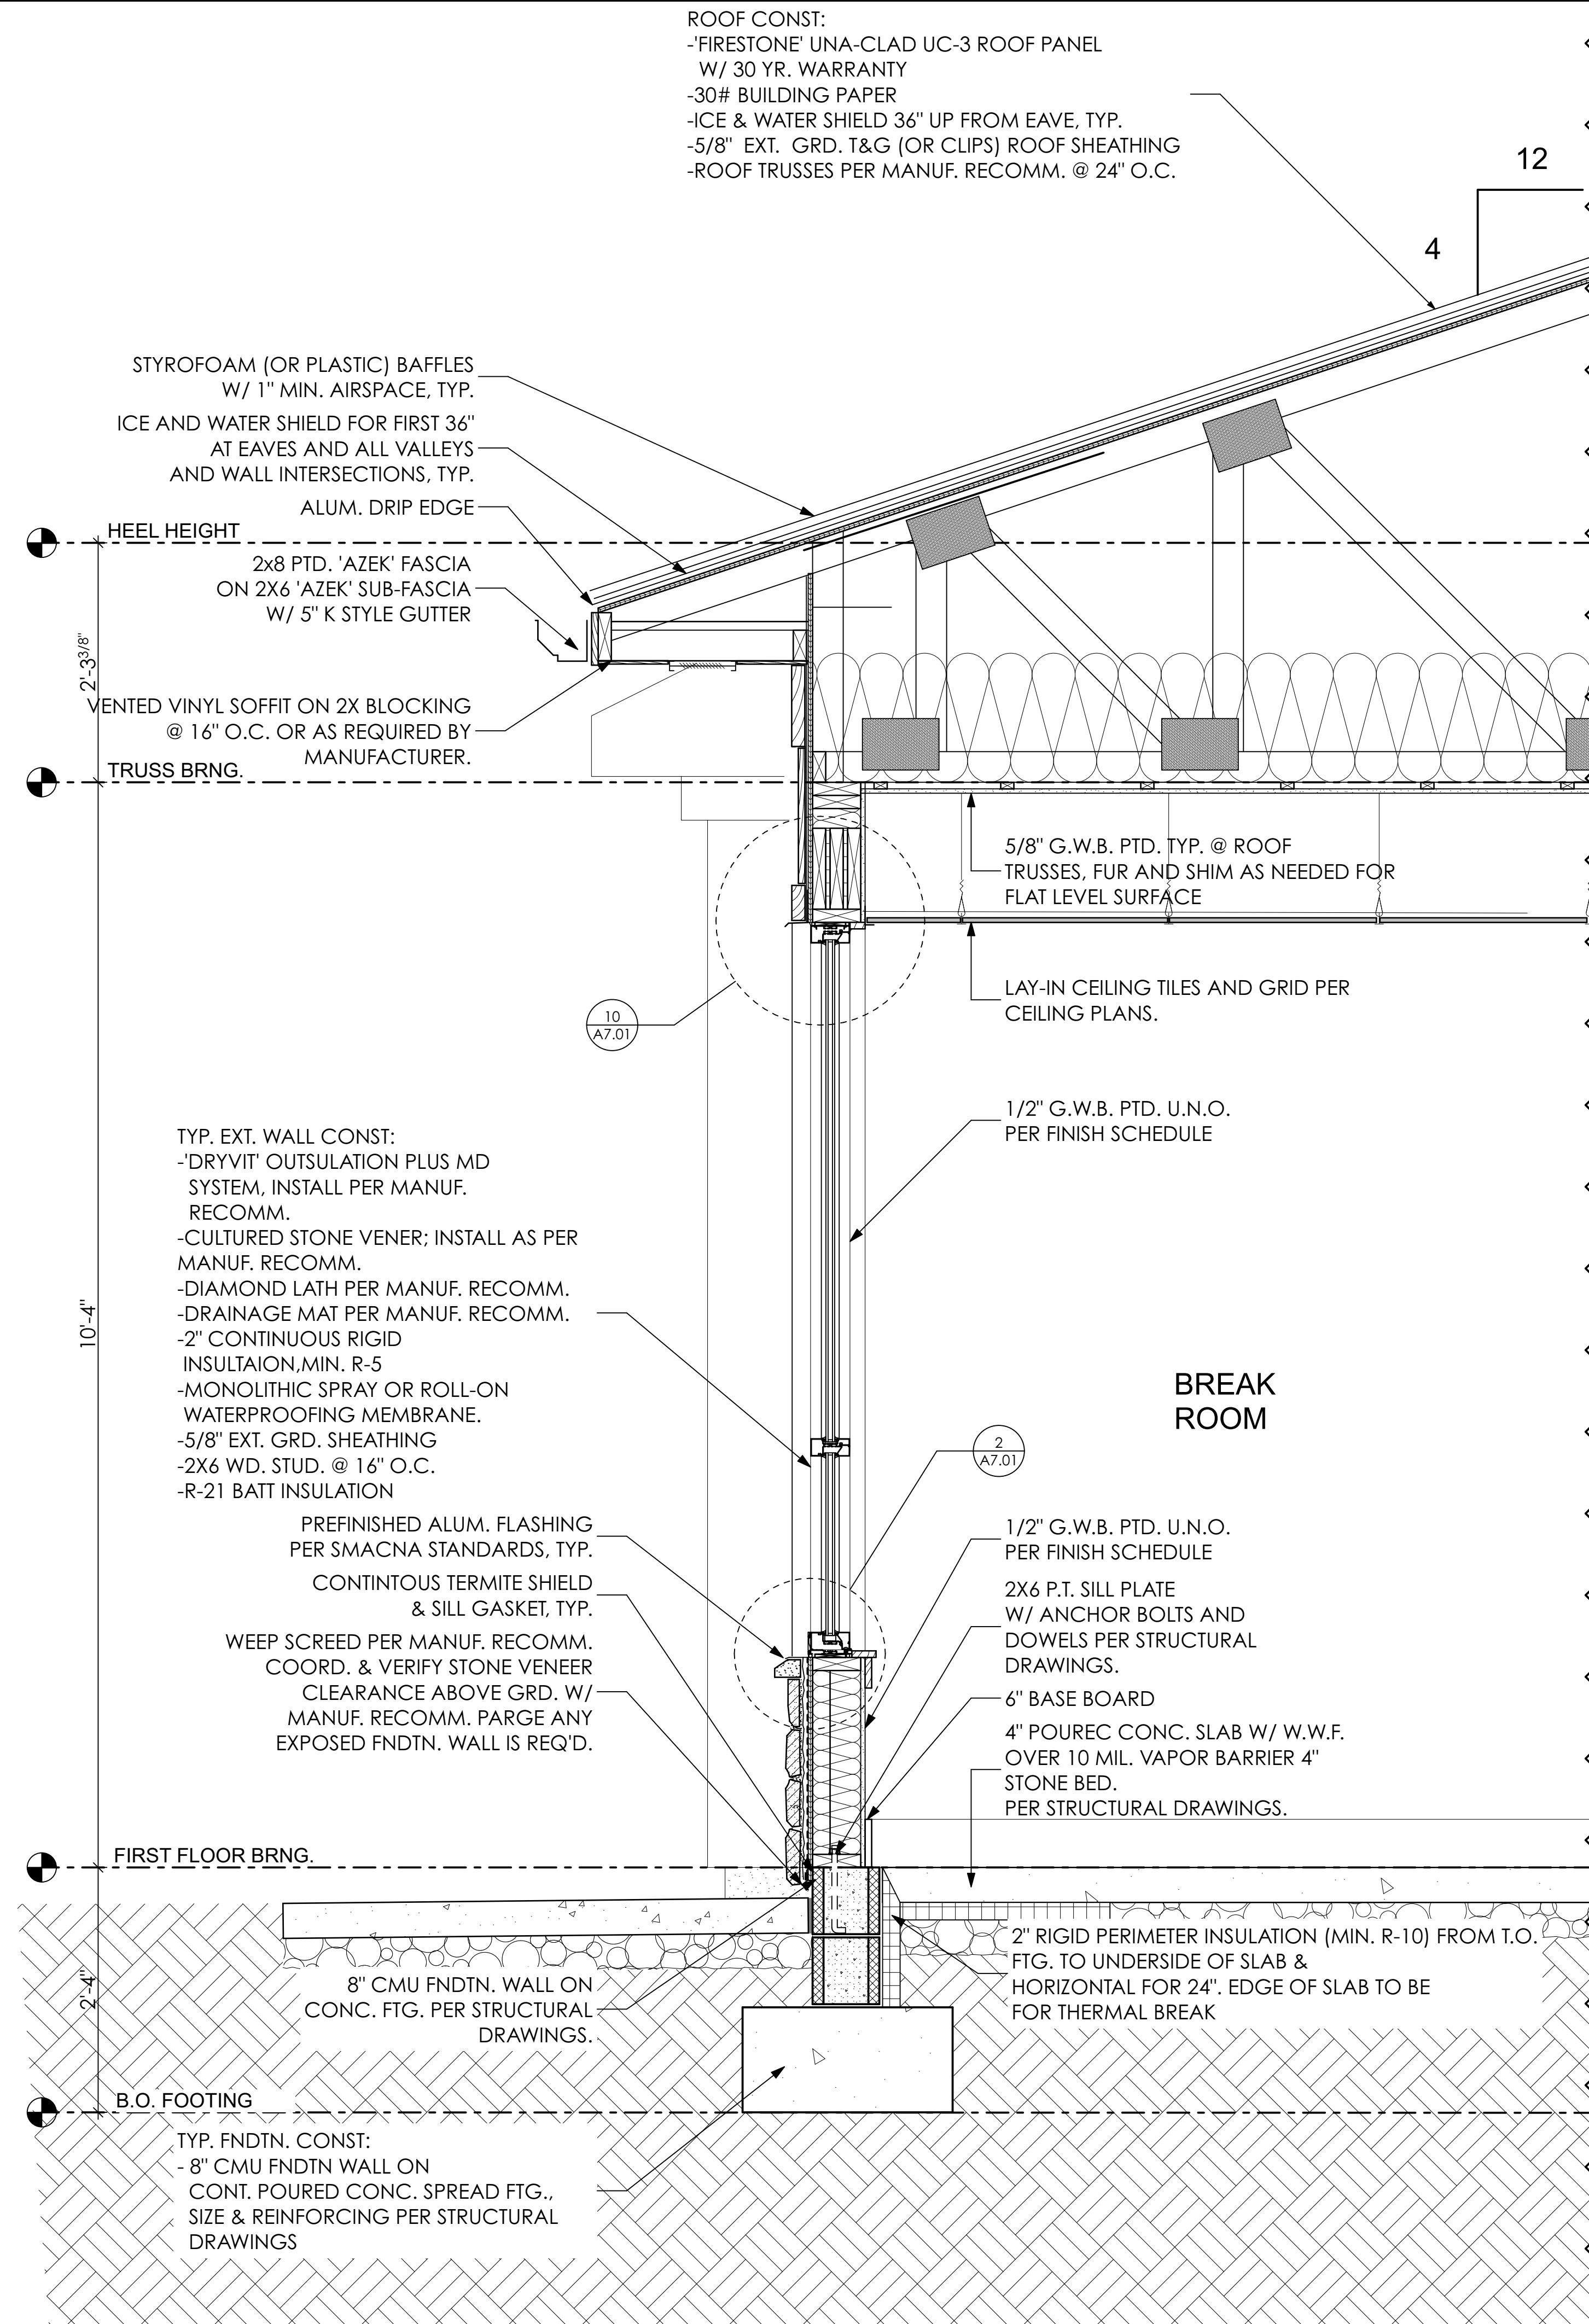 ROOF CONST:
-'FIRESTONE' UNA-CLAD UC-3 ROOF PANEL
W/ 30 YR. WARRANTY
-30# BUILDING PAPER
-ICE & WATER SHIELD 36" UP FROM EAVE, TYP.
-5/8" EXT. GRD. T&G (OR CLIPS) ROOF SHEATHING
-ROOF TRUSSES PER MANUF. RECOMM. @ 24" O.C.
12
4
STYROFOAM (OR PLASTIC) BAFFLES
W/ 1" MIN. AIRSPACE, TYP.
ICE AND WATER SHIELD FOR FIRST 36"
AT EAVES AND ALL VALLEYS
AND WALL INTERSECTIONS, TYP.
ALUM. DRIP EDGE
HEEL HEIGHT
2x8 PTD. 'AZEK' FASCIA
ON 2X6 'AZEK' SUB-FASCIA
W/ 5" K STYLE GUTTER
2'-3 3/8"
VENTED VINYL SOFFIT ON 2X BLOCKING
@ 16" O.C. OR AS REQUIRED BY
MANUFACTURER.
TRUSS BRNG.
5/8" G.W.B. PTD. TYP. @ ROOF
TRUSSES, FUR AND SHIM AS NEEDED FOR
FLAT LEVEL SURFACE
LAY-IN CEILING TILES AND GRID PER
CEILING PLANS.
10
A7.01
1/2" G.W.B. PTD. U.N.O.
PER FINISH SCHEDULE
TYP. EXT. WALL CONST:
-'DRYVIT' OUTSULATION PLUS MD
SYSTEM, INSTALL PER MANUF.
RECOMM.
-CULTURED STONE VENER; INSTALL AS PER
MANUF. RECOMM.
-DIAMOND LATH PER MANUF. RECOMM.
-DRAINAGE MAT PER MANUF. RECOMM.
-2" CONTINUOUS RIGID
INSULTAION,MIN. R-5
-MONOLITHIC SPRAY OR ROLL-ON
WATERPROOFING MEMBRANE.
-5/8" EXT. GRD. SHEATHING
-2X6 WD. STUD. @ 16" O.C.
-R-21 BATT INSULATION
10'-4"
BREAK
ROOM
2
A7.01
PREFINISHED ALUM. FLASHING
PER SMACNA STANDARDS, TYP.
CONTINTOUS TERMITE SHIELD
& SILL GASKET, TYP.
WEEP SCREED PER MANUF. RECOMM.
COORD. & VERIFY STONE VENEER
CLEARANCE ABOVE GRD. W/
MANUF. RECOMM. PARGE ANY
EXPOSED FNDTN. WALL IS REQ'D.
1/2" G.W.B. PTD. U.N.O.
PER FINISH SCHEDULE
2X6 P.T. SILL PLATE
W/ ANCHOR BOLTS AND
DOWELS PER STRUCTURAL
DRAWINGS.
6" BASE BOARD
4" POUREC CONC. SLAB W/ W.W.F.
OVER 10 MIL. VAPOR BARRIER 4"
STONE BED.
PER STRUCTURAL DRAWINGS.
FIRST FLOOR BRNG.
2" RIGID PERIMETER INSULATION (MIN. R-10) FROM T.O.
FTG. TO UNDERSIDE OF SLAB &
HORIZONTAL FOR 24". EDGE OF SLAB TO BE
FOR THERMAL BREAK
8" CMU FNDTN. WALL ON
CONC. FTG. PER STRUCTURAL
DRAWINGS.
2'-4"
B.O. FOOTING
TYP. FNDTN. CONST:
- 8" CMU FNDTN WALL ON
CONT. POURED CONC. SPREAD FTG.,
SIZE & REINFORCING PER STRUCTURAL
DRAWINGS